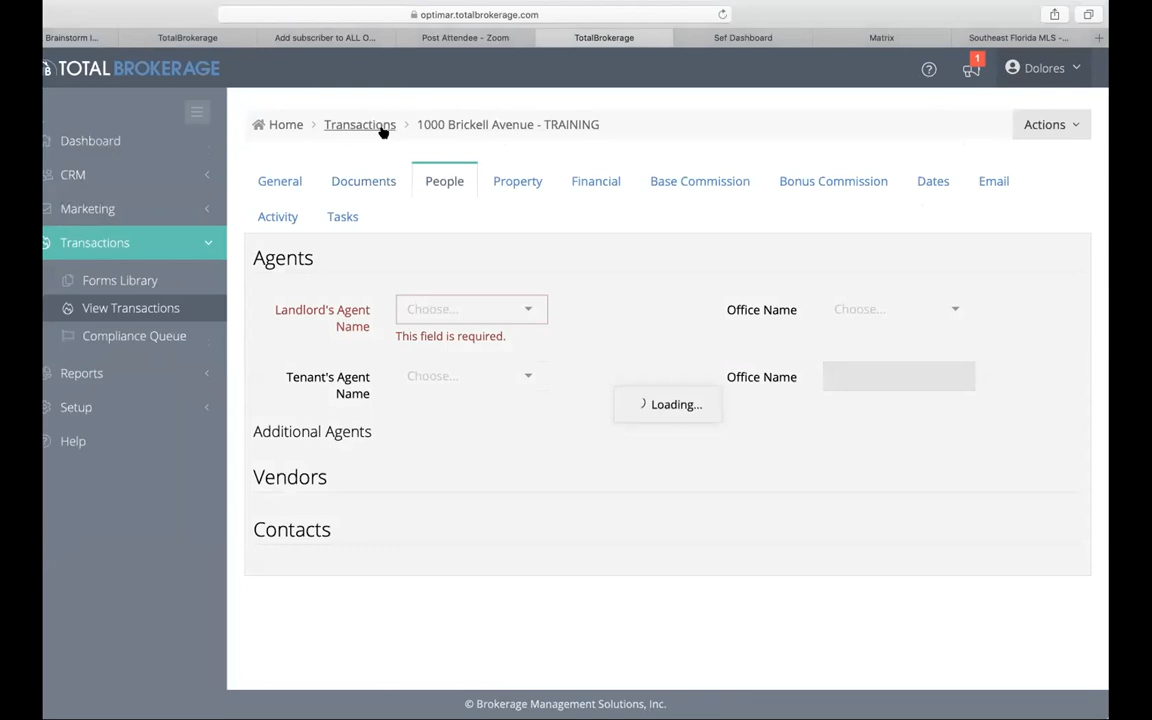 optimar.totalbrokerage.com
Brainstorm I...
TotalBrokerage
Add subscriber to ALL O...
Post Attendee - Zoom
TotalBrokerage
Sef Dashboard
Matrix
Southeast Florida MLS -...
TOTALBROKERAGE
1
Dolores
Home > Transactions > 1000 Brickell Avenue - TRAINING
Actions
Dashboard
CRM
Marketing
Transactions
Forms Library
View Transactions
Compliance Queue
Reports
Setup
Help
General
Documents
People
Property
Financial
Base Commission
Bonus Commission
Dates
Email
Activity
Tasks
Agents
Landlord's Agent
Name
Choose...
This field is required.
Office Name
Choose...
Tenant's Agent
Name
Choose...
Office Name
Loading...
Additional Agents
Vendors
Contacts
© Brokerage Management Solutions, Inc.